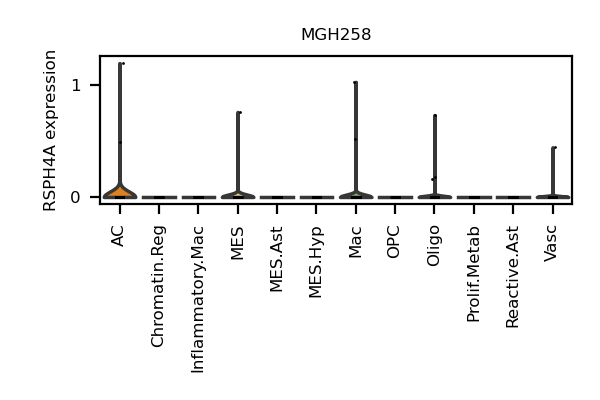 MGH258
RSPH4A expression
1
0
AC
Chromatin.Reg
Inflammatory.Mac
MES
MES.Ast
MES.Hyp
Mac
OPC
Oligo
Prolif.Metab
Reactive.Ast
Vasc